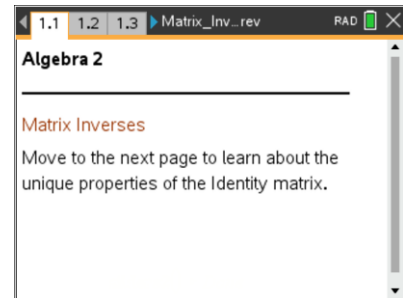 1.1 1.2 1.3 Matrix_Inv...rev RAD
Algebra 2
Matrix Inverses
Move to the next page to learn about the
unique properties of the Identity matrix.